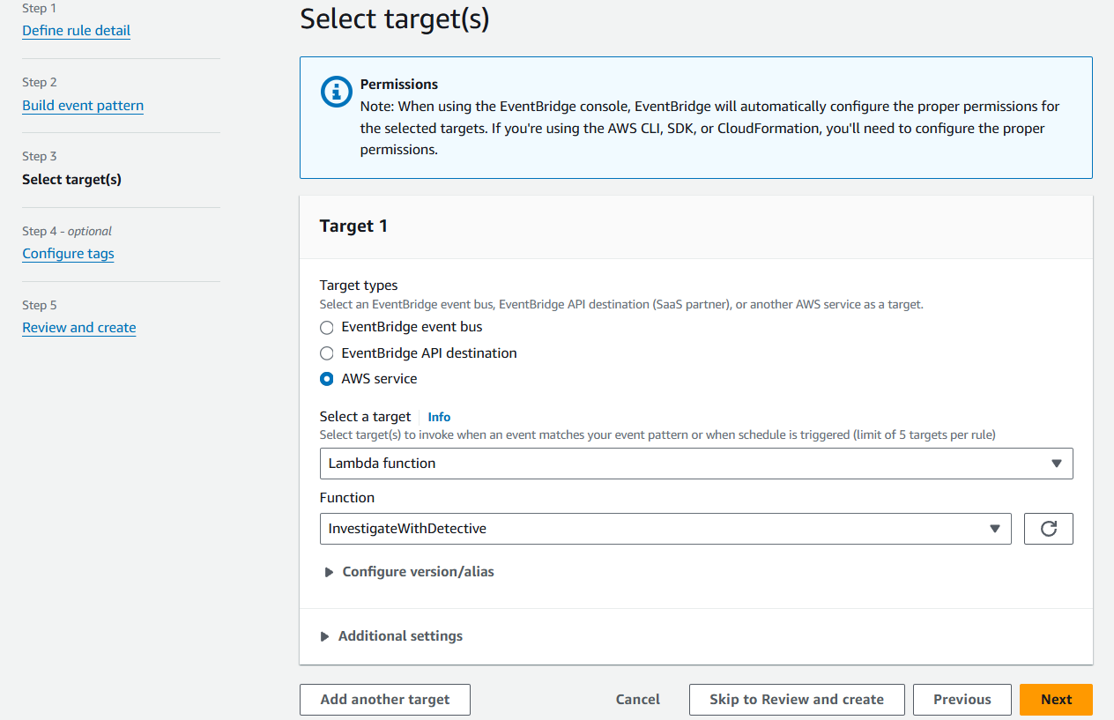 Step 1
Define rule detail
Step 2
Build event pattern
Step 3
Select target(s)
Step 4 - optional
Configure tags
Step 5
Review and create
Select target(s)
Permissions
Note: When using the EventBridge console, EventBridge will automatically configure the proper permissions for
the selected targets. If you're using the AWS CLI, SDK, or CloudFormation, you'll need to configure the proper
permissions.
Target 1
Target types
Select an EventBridge event bus, EventBridge API destination (SaaS partner), or another AWS service as a target.
EventBridge event bus
EventBridge API destination
AWS service
Select a target Info
Select target(s) to invoke when an event matches your event pattern or when schedule is triggered (limit of 5 targets per rule)
Lambda function
Function
InvestigateWithDetective
Configure version/alias
Additional settings
Add another target Cancel Skip to Review and create Previous Next